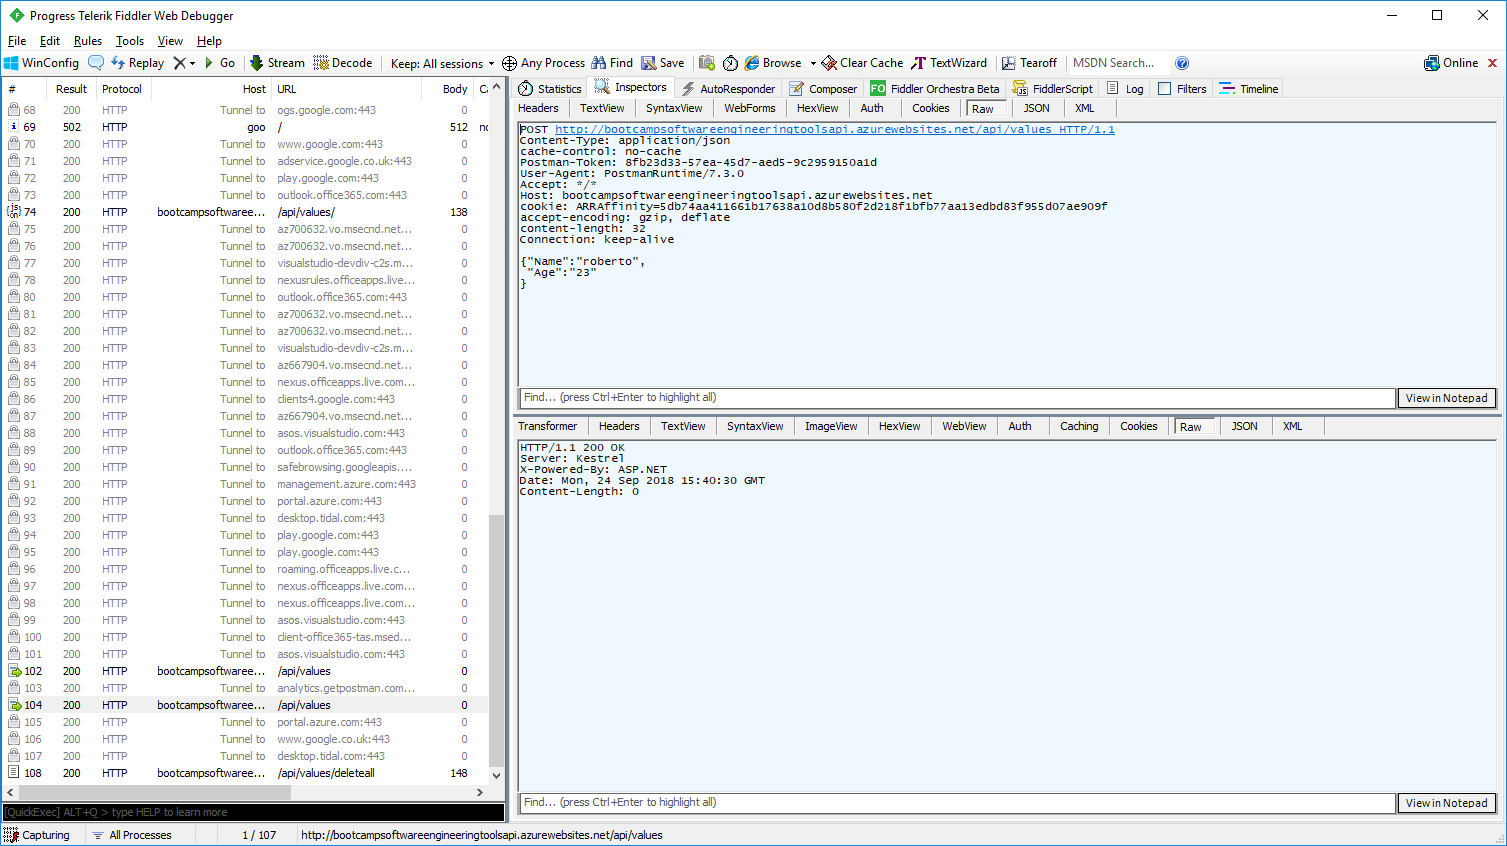 Progress Telerik Fiddler Web Debugger
File Edit Rules Tools View Help
WinConfig Replay Go Stream Decode Keep: All sessions Any Process Find Save Browse Clear Cache TextWizard Tearoff MSDN Search... Online
# Result Protocol Host URL Body Ca
68 200 HTTP Tunnel to ogs.google.com:443 0
69 502 HTTP goo / 512 no
70 200 HTTP Tunnel to www.google.com:443 0
71 200 HTTP Tunnel to adservice.google.co.uk:443 0
72 200 HTTP Tunnel to play.google.com:443 0
73 200 HTTP Tunnel to outlook.office365.com:443 0
74 200 HTTP bootcampsoftwaree... /api/values/ 138
75 200 HTTP Tunnel to az700632.vo.msecnd.net... 0
76 200 HTTP Tunnel to az700632.vo.msecnd.net... 0
77 200 HTTP Tunnel to visualstudio-devdiv-c2s.m... 0
78 200 HTTP Tunnel to nexusrules.officeapps.live... 0
80 200 HTTP Tunnel to outlook.office365.com:443 0
81 200 HTTP Tunnel to az700632.vo.msecnd.net... 0
82 200 HTTP Tunnel to az700632.vo.msecnd.net... 0
83 200 HTTP Tunnel to visualstudio-devdiv-c2s.m... 0
84 200 HTTP Tunnel to az667904.vo.msecnd.net... 0
85 200 HTTP Tunnel to nexus.officeapps.live.com... 0
86 200 HTTP Tunnel to clients4.google.com:443 0
87 200 HTTP Tunnel to az667904.vo.msecnd.net... 0
88 200 HTTP Tunnel to asos.visualstudio.com:443 0
89 200 HTTP Tunnel to outlook.office365.com:443 0
90 200 HTTP Tunnel to safebrowsing.googleapis.... 0
91 200 HTTP Tunnel to management.azure.com:443 0
92 200 HTTP Tunnel to portal.azure.com:443 0
93 200 HTTP Tunnel to desktop.tidal.com:443 0
94 200 HTTP Tunnel to play.google.com:443 0
95 200 HTTP Tunnel to play.google.com:443 0
96 200 HTTP Tunnel to roaming.officeapps.live.c... 0
97 200 HTTP Tunnel to nexus.officeapps.live.com... 0
98 200 HTTP Tunnel to nexus.officeapps.live.com... 0
99 200 HTTP Tunnel to asos.visualstudio.com:443 0
100 200 HTTP Tunnel to client-office365-tas.msed... 0
101 200 HTTP Tunnel to asos.visualstudio.com:443 0
102 200 HTTP bootcampsoftwaree... /api/values 0
103 200 HTTP Tunnel to analytics.getpostman.com... 0
104 200 HTTP bootcampsoftwaree... /api/values 0
105 200 HTTP Tunnel to portal.azure.com:443 0
106 200 HTTP Tunnel to www.google.co.uk:443 0
107 200 HTTP Tunnel to desktop.tidal.com:443 0
108 200 HTTP bootcampsoftwaree... /api/values/deleteall 148
[QuickExec] ALT+Q > type HELP to learn more
Statistics Inspectors AutoResponder Composer FO Fiddler Orchestra Beta FiddlerScript Log Filters Timeline
Headers TextView SyntaxView WebForms HexView Auth Cookies Raw JSON XML
POST http://bootcampsoftwareengineeringtoolsapi.azurewebsites.net/api/values HTTP/1.1
Content-Type: application/json
cache-control: no-cache
Postman-Token: 8fb23d33-57ea-45d7-aed5-9c2959150a1d
User-Agent: PostmanRuntime/7.3.0
Accept: */*
Host: bootcampsoftwareengineeringtoolsapi.azurewebsites.net
cookie: ARRAffinity=5db74aa411661b17638a10d8b580f2d218f1bfb77aa13edbd83f955d07ae909f
accept-encoding: gzip, deflate
content-length: 32
Connection: keep-alive
{"Name":"roberto",
"Age":"23"
}
Find... (press Ctrl+Enter to highlight all) View in Notepad
Transformer Headers TextView SyntaxView ImageView HexView WebView Auth Caching Cookies Raw JSON XML
HTTP/1.1 200 OK
Server: Kestrel
X-Powered-By: ASP.NET
Date: Mon, 24 Sep 2018 15:40:30 GMT
Content-Length: 0
Find... (press Ctrl+Enter to highlight all) View in Notepad
Capturing All Processes 1 / 107 http://bootcampsoftwareengineeringtoolsapi.azurewebsites.net/api/values